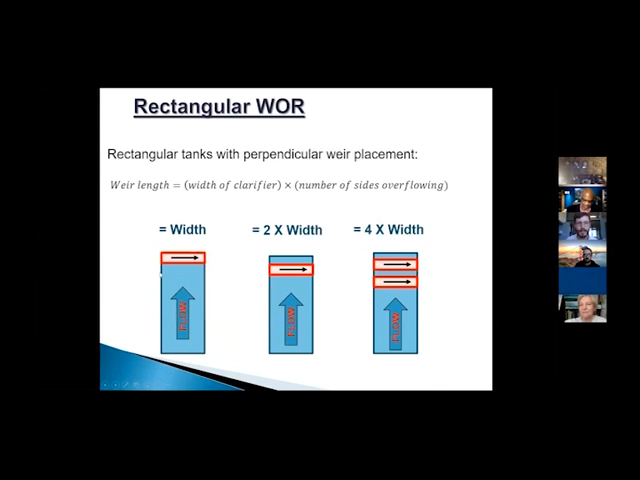 Rectangular WOR
Rectangular tanks with perpendicular weir placement:
Weir length = (width of clarifier) × (number of sides overflowing)
= Width
= 2 X Width
= 4 X Width
FLOW
FLOW
FLOW